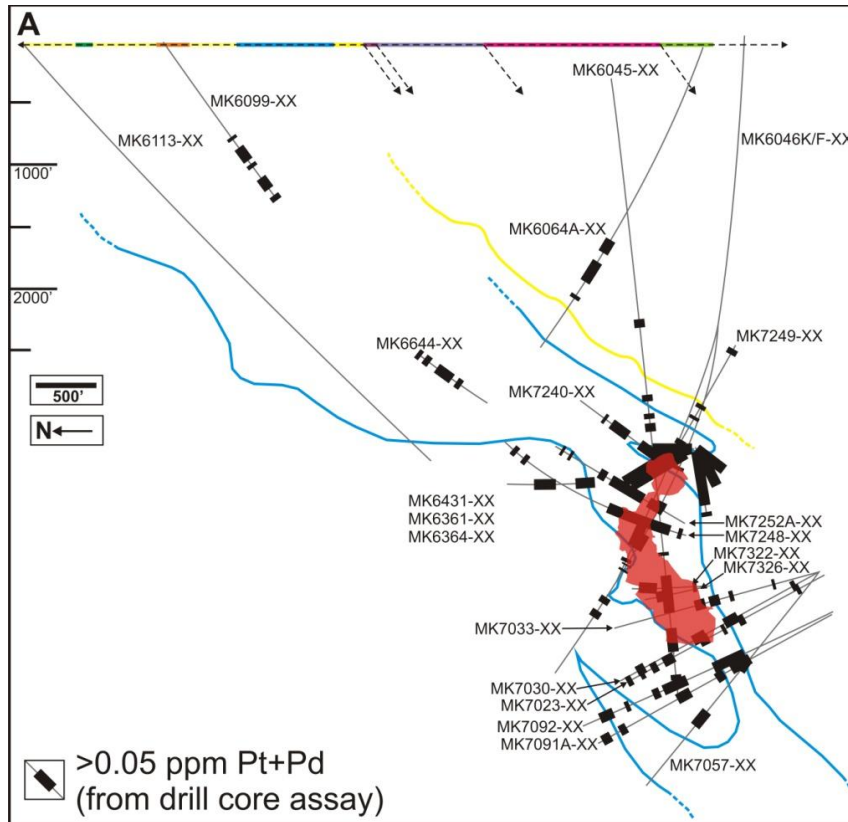 A
MK6045-XX
MK6099-XX
MK6113-XX
MK6046K/F-XX
1000'
MK6064A-XX
2000'
MK6644-XX
MK7249-XX
500'
MK7240-XX
N
MK6431-XX
MK6361-XX
MK6364-XX
MK7252A-XX
MK7248-XX
MK7322-XX
MK7326-XX
MK7033-XX
MK7030-XX
MK7023-XX
MK7092-XX
MK7091A-XX
MK7057-XX
>0.05 ppm Pt+Pd
(from drill core assay)